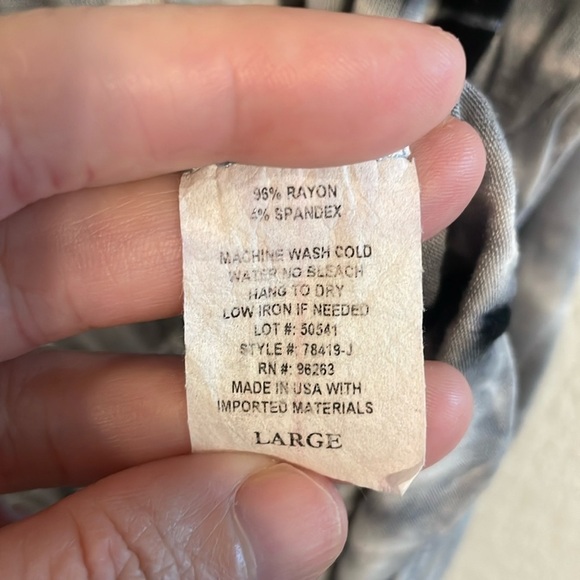 96% RAYON
4% SPANDEX
MACHINE WASH COLD
WATER NO BLEACH
HANG TO DRY
LOW IRON IF NEEDED
LOT #: 50541
STYLE #: 78419-J
RN #: 96263
MADE IN USA WITH
IMPORTED MATERIALS
LARGE